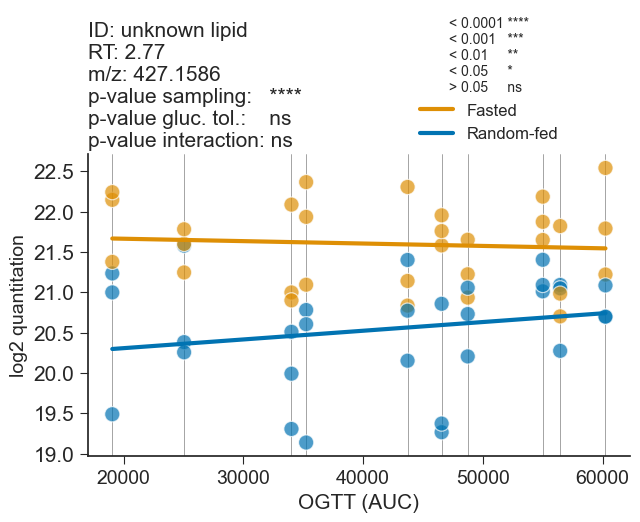 ID: unknown lipid
RT: 2.77
m/z: 427.1586
p-value sampling: ****
p-value gluc. tol.: ns
p-value interaction: ns
< 0.0001 ****
< 0.001 ***
< 0.01 **
< 0.05 *
> 0.05 ns
Fasted
Random-fed
log2 quantitation
22.5
22.0
21.5
21.0
20.5
20.0
19.5
19.0
20000 30000 40000 50000 60000
OGTT (AUC)